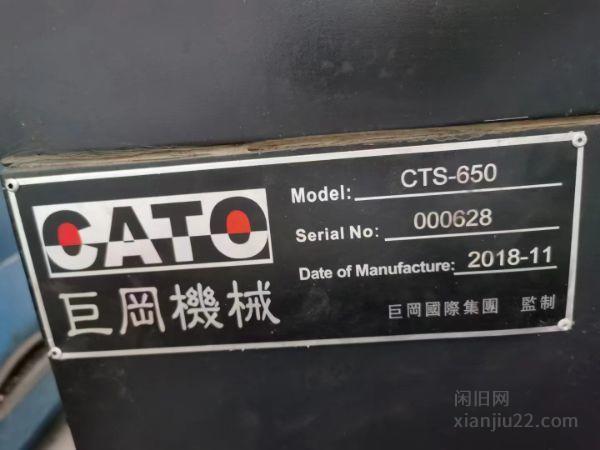 CATO
巨岡機械
Model: CTS-650
Serial No: 000628
Date of Manufacture: 2018-11
巨岡國際集團 監制
闲旧网
xianjiu22.com